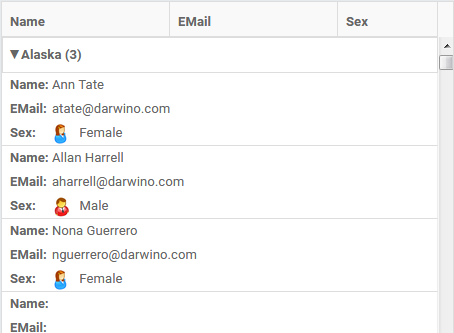 Name EMail Sex
▼Alaska (3)
Name: Ann Tate
EMail: atate@darwino.com
Sex: Female
Name: Allan Harrell
EMail: aharrell@darwino.com
Sex: Male
Name: Nona Guerrero
EMail: nguerrero@darwino.com
Sex: Female
Name:
EMail: